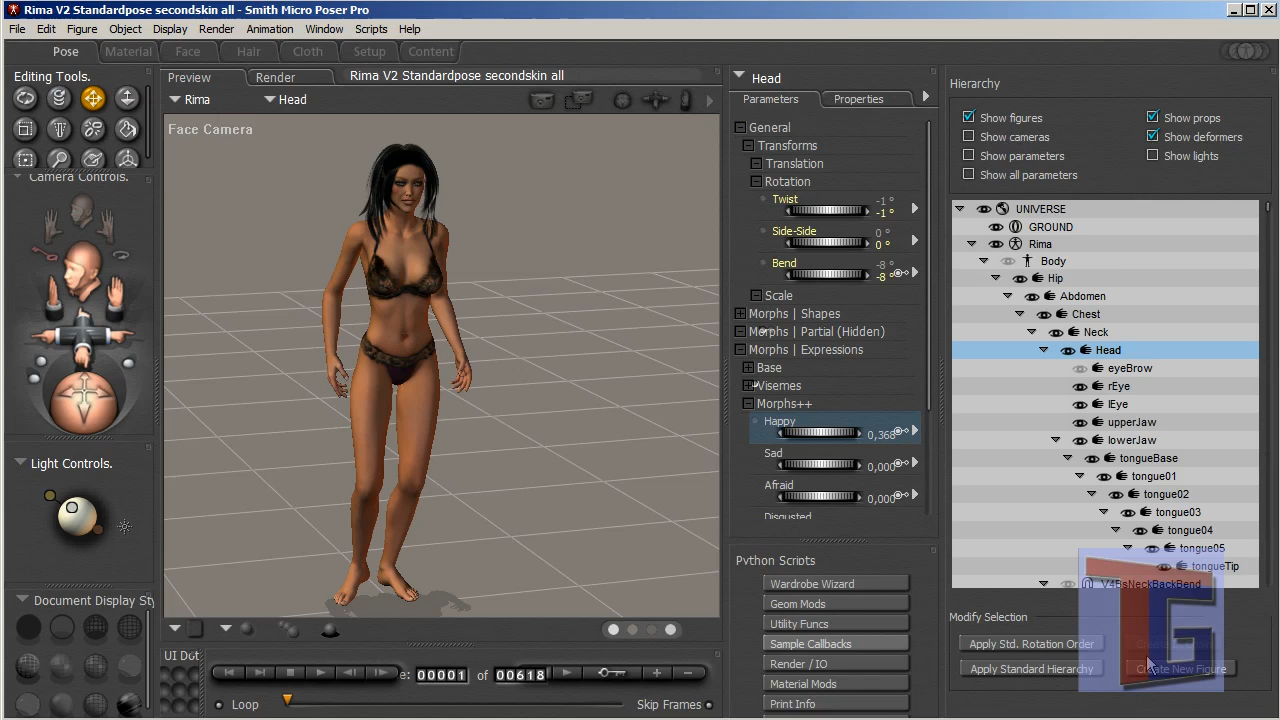 Rima V2 Standardpose secondskin all - Smith Micro Poser Pro
File Edit Figure Object Display Render Animation Window Scripts Help
Pose Material Face Hair Cloth Setup Content
Editing Tools.
Camera Controls.
Light Controls.
Document Display Sty
Preview Render Rima V2 Standardpose secondskin all
Rima Head
Face Camera
UI Dot
e: 00001 of 00618
Loop Skip Frames
Head
Parameters Properties
General
Transforms
Translation
Rotation
Twist -1 °
-1 °
Side-Side 0 °
0 °
Bend -8 °
-8 °
Scale
Morphs | Shapes
Morphs | Partial (Hidden)
Morphs | Expressions
Base
Visemes
Morphs++
Happy
0,368
Sad
0,000
Afraid
0,000
Disgusted
Python Scripts
Wardrobe Wizard
Geom Mods
Utility Funcs
Sample Callbacks
Render / IO
Material Mods
Print Info
Hierarchy
Show figures Show props
Show cameras Show deformers
Show parameters Show lights
Show all parameters
UNIVERSE
GROUND
Rima
Body
Hip
Abdomen
Chest
Neck
Head
eyeBrow
rEye
lEye
upperJaw
lowerJaw
tongueBase
tongue01
tongue02
tongue03
tongue04
tongue05
tongueTip
V4BsNeckBackBend
Modify Selection
Apply Std. Rotation Order
Apply Standard Hierarchy Create New Figure
TG